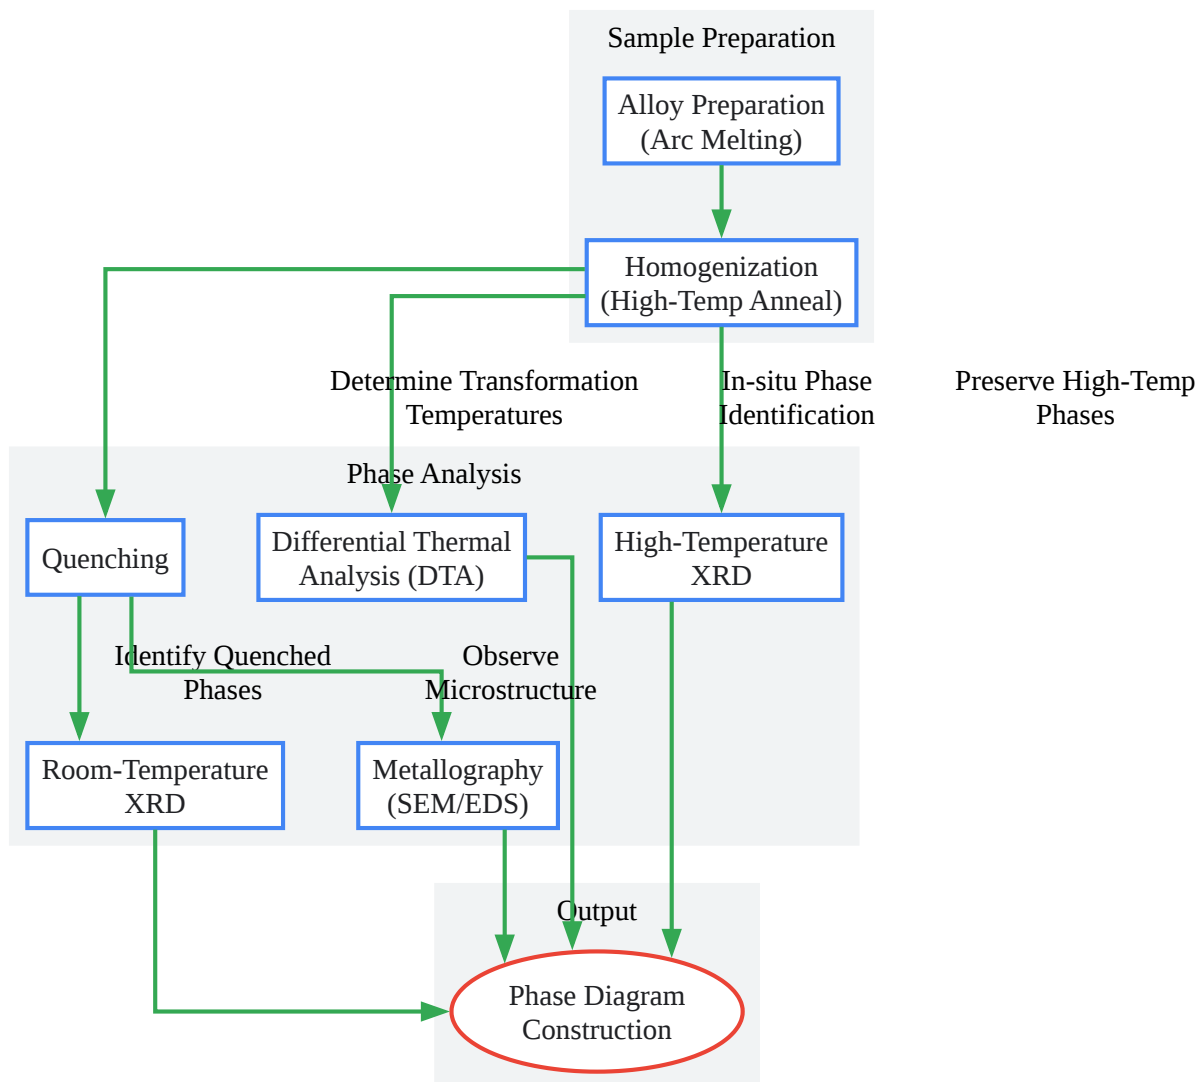 Sample Preparation
Alloy Preparation
(Arc Melting)
Homogenization
(High-Temp Anneal)
Determine Transformation
Temperatures
In-situ Phase
Identification
Preserve High-Temp
Phases
Phase Analysis
Quenching
Differential Thermal
Analysis (DTA)
High-Temperature
XRD
Identify Quenched
Phases
Observe
Microstructure
Room-Temperature
XRD
Metallography
(SEM/EDS)
Output
Phase Diagram
Construction